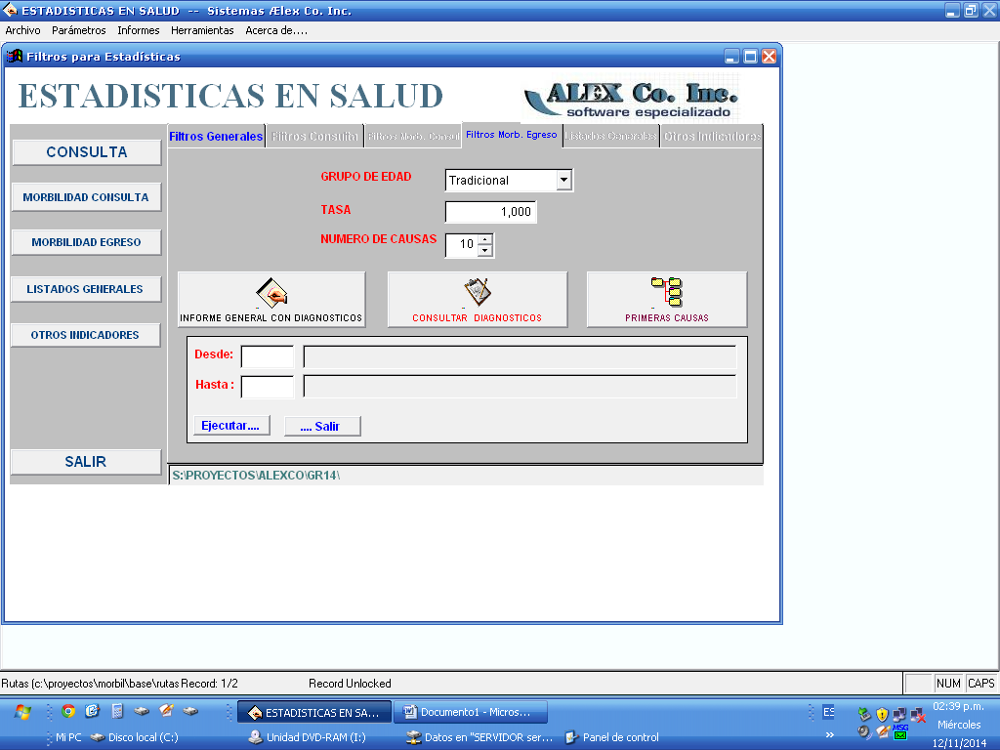 ESTADISTICAS EN SALUD -- Sistemas Ælex Co. Inc.
Archivo Parámetros Informes Herramientas Acerca de....
Filtros para Estadísticas
ESTADISTICAS EN SALUD
ALEX Co. Inc.
software especializado
CONSULTA
MORBILIDAD CONSULTA
MORBILIDAD EGRESO
LISTADOS GENERALES
OTROS INDICADORES
SALIR
Filtros Generales Filtros Consulta Filtros Morb. Consul Filtros Morb. Egreso Listados Generales Otros Indicadores
GRUPO DE EDAD Tradicional
TASA 1,000
NUMERO DE CAUSAS 10
INFORME GENERAL CON DIAGNOSTICOS CONSULTAR DIAGNOSTICOS PRIMERAS CAUSAS
Desde:
Hasta :
Ejecutar.... .... Salir
S:\PROYECTOS\ALEXCO\GR14\
Rutas (c:\proyectos\morbil\base\rutas Record: 1/2 Record Unlocked NUM CAPS
ESTADISTICAS EN SA... Documento1 - Micros... ES 02:39 p.m.
Miércoles
Mi PC Disco local (C:) Unidad DVD-RAM (I:) Datos en "SERVIDOR ser... Panel de control » MSG
12/11/2014